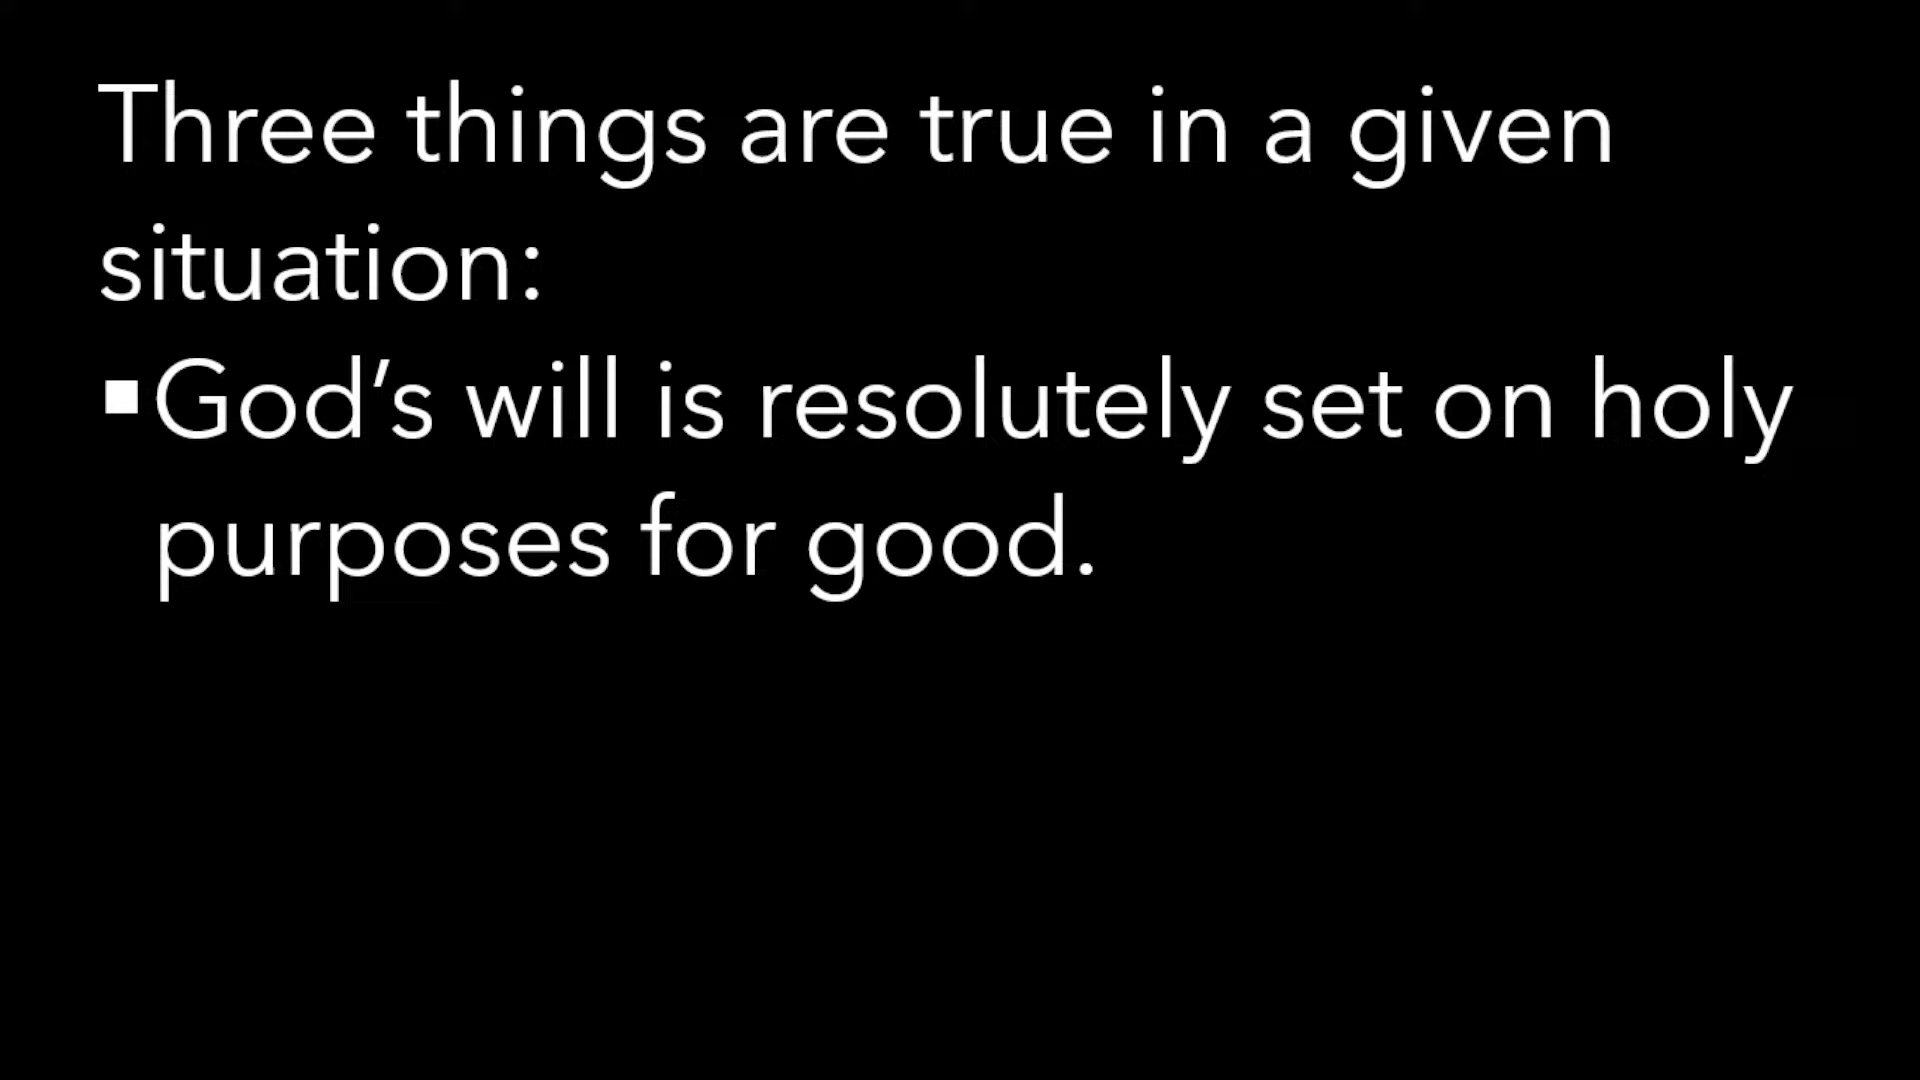 Three things are true in a given
situation:
▪God’s will is resolutely set on holy
purposes for good.